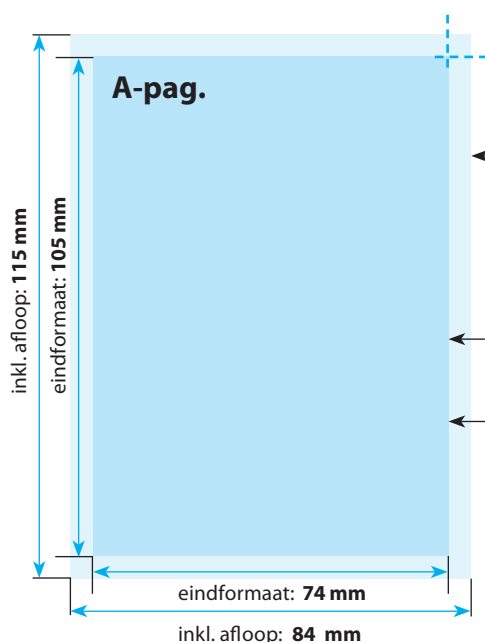 A-pag.
inkl. afloop: 115 mm
eindformaat: 105 mm
eindformaat: 74 mm
inkl. afloop: 84 mm